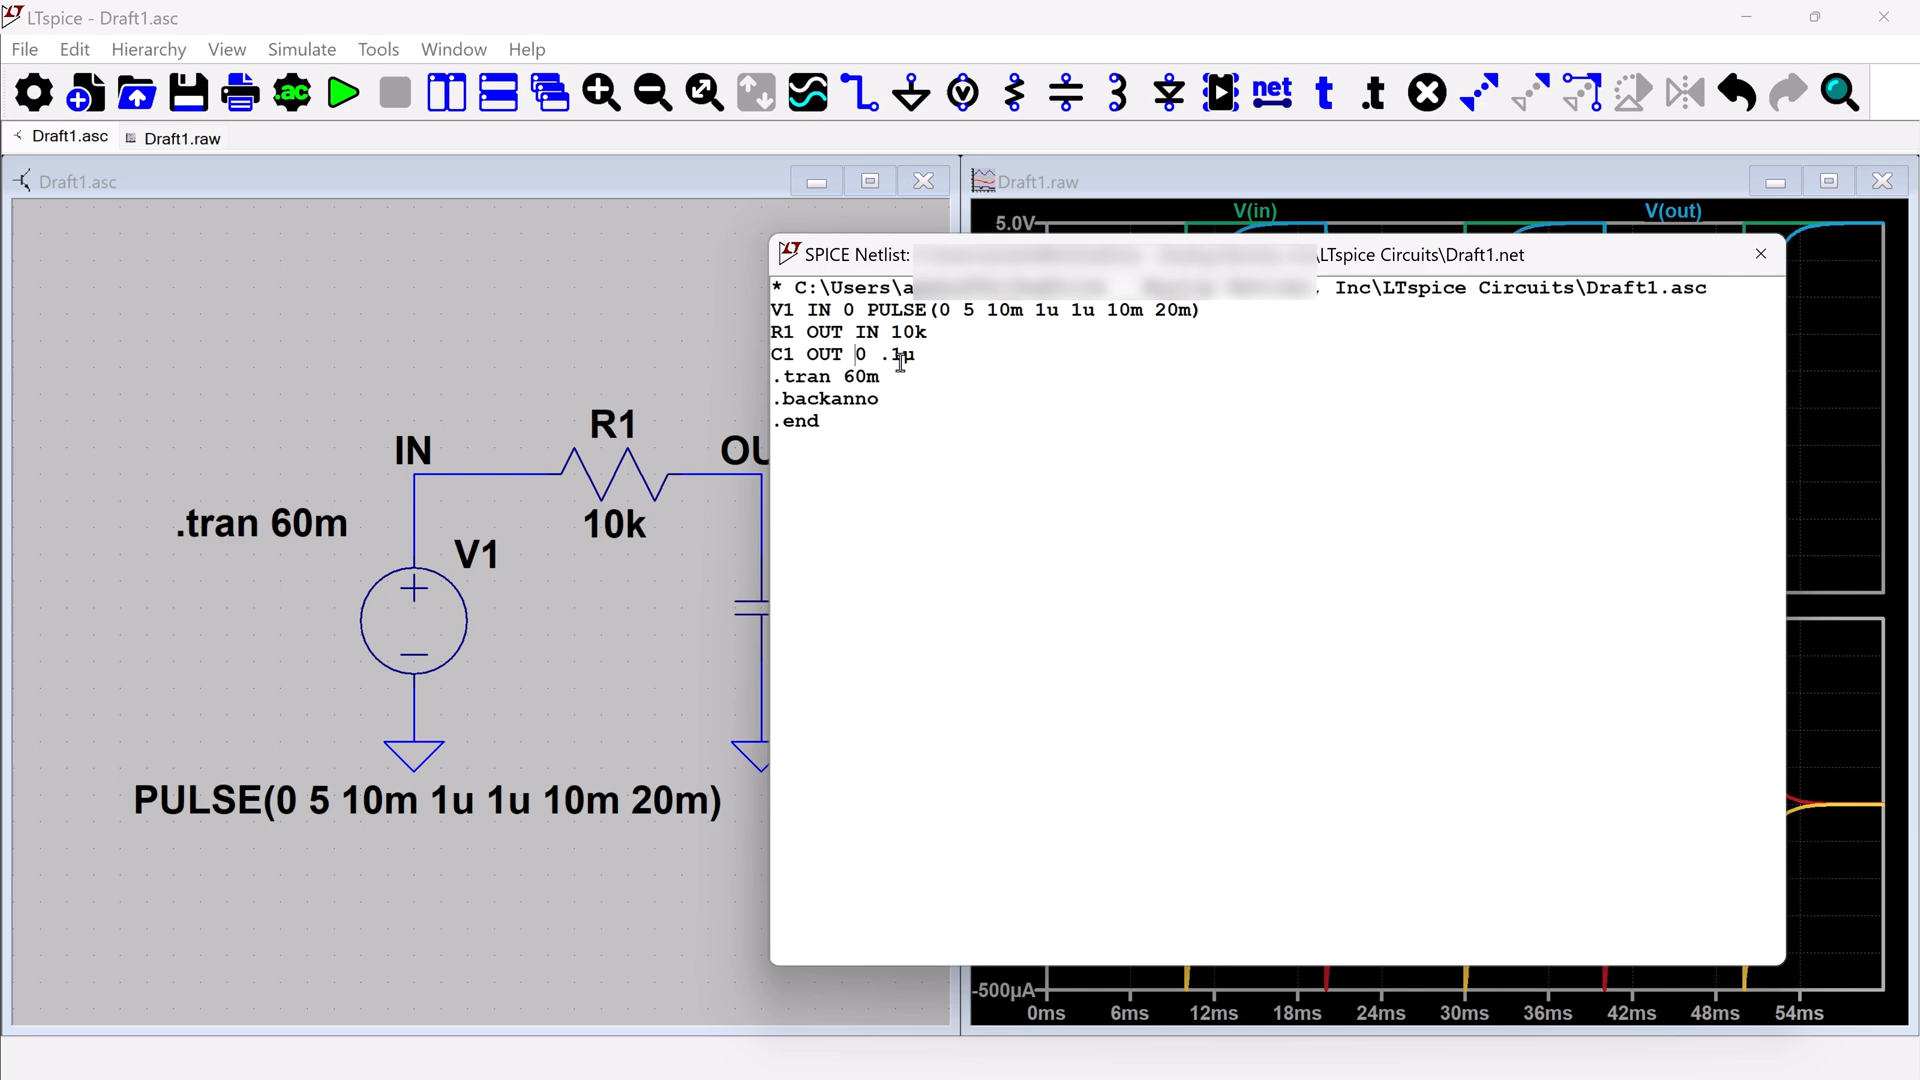 LTspice - Draft1.asc
File Edit Hierarchy View Simulate Tools Window Help
.ac net t .t
Draft1.asc Draft1.raw
Draft1.asc
Draft1.raw
5.0V
V(in) V(out)
SPICE Netlist: \LTspice Circuits\Draft1.net
* C:\Users\a , Inc\LTspice Circuits\Draft1.asc
V1 IN 0 PULSE(0 5 10m 1u 1u 10m 20m)
R1 OUT IN 10k
C1 OUT 0 .1µ
.tran 60m
.backanno
.end
R1
IN
OU
.tran 60m
10k
V1
PULSE(0 5 10m 1u 1u 10m 20m)
-500µA
0ms 6ms 12ms 18ms 24ms 30ms 36ms 42ms 48ms 54ms